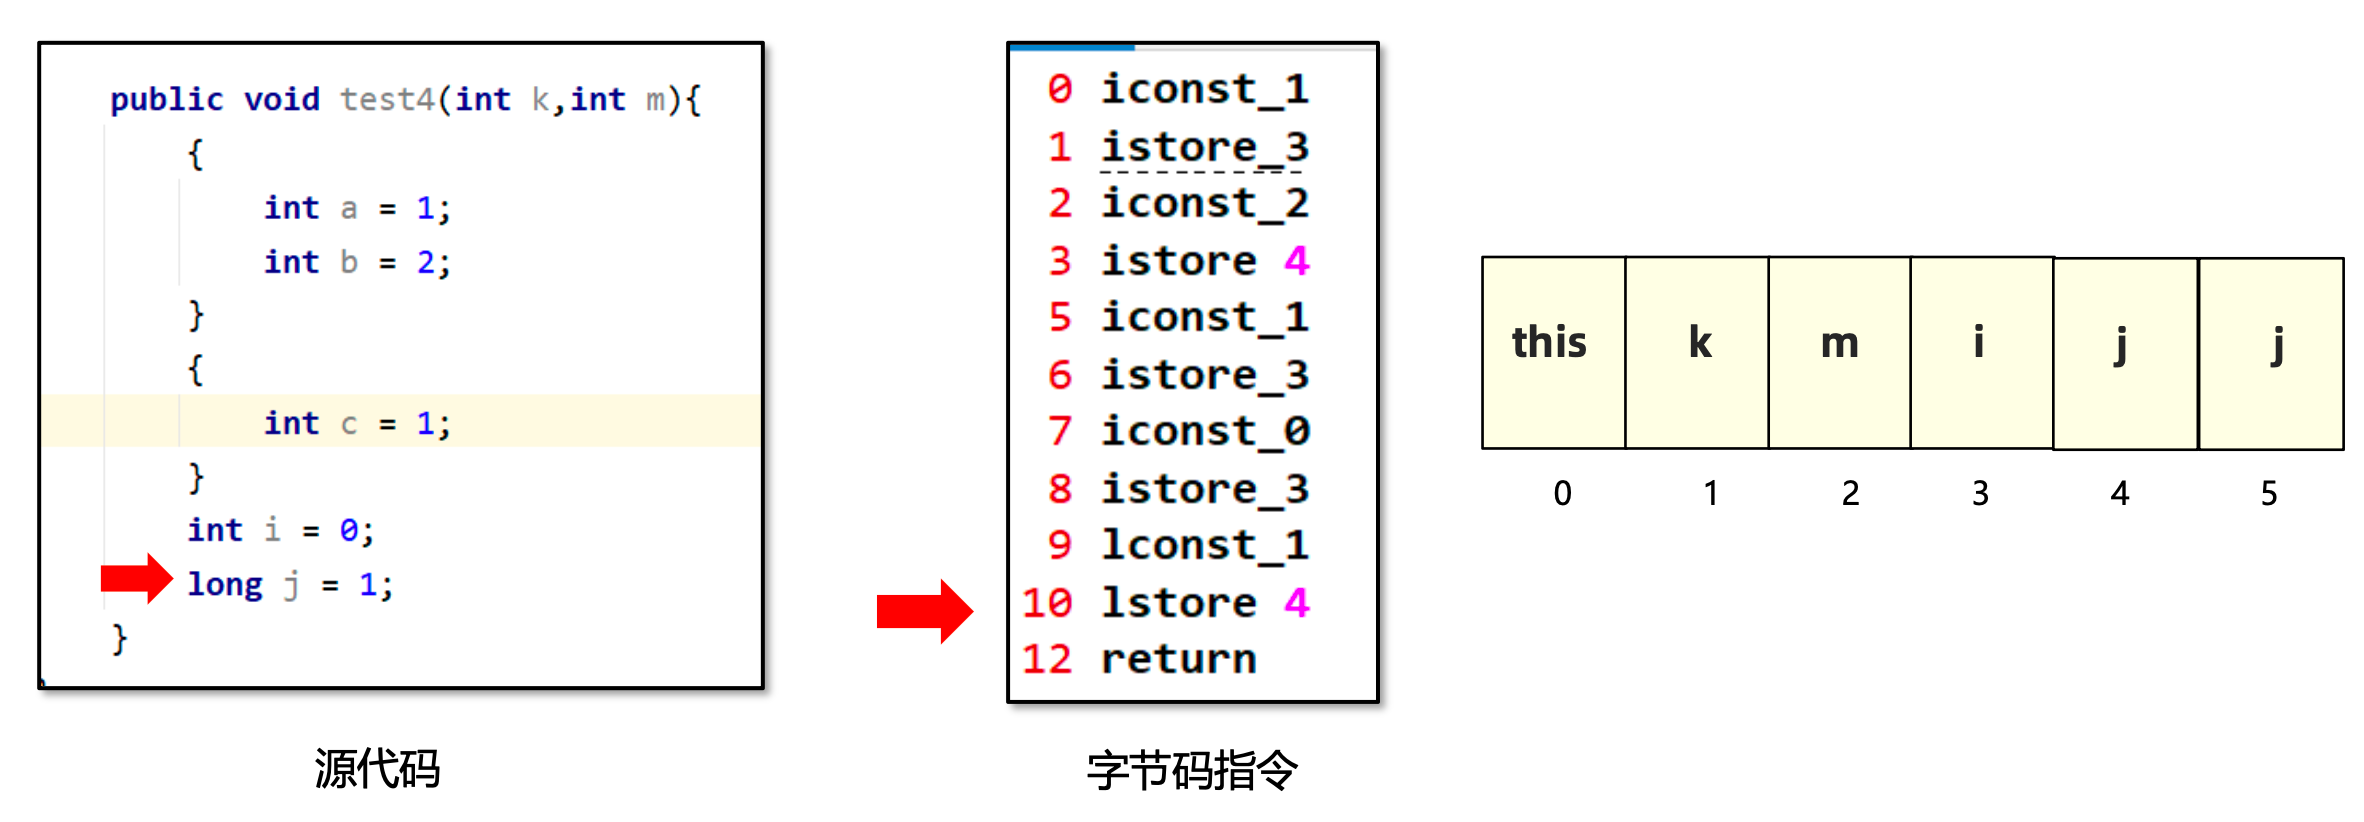 public void test4(int k,int m){
{
int a = 1;
int b = 2;
}
{
int c = 1;
}
int i = 0;
long j = 1;
}
源代码
0 iconst_1
1 istore_3
2 iconst_2
3 istore 4
5 iconst_1
6 istore_3
7 iconst_0
8 istore_3
9 lconst_1
10 lstore 4
12 return
字节码指令
this k m i j j
0 1 2 3 4 5